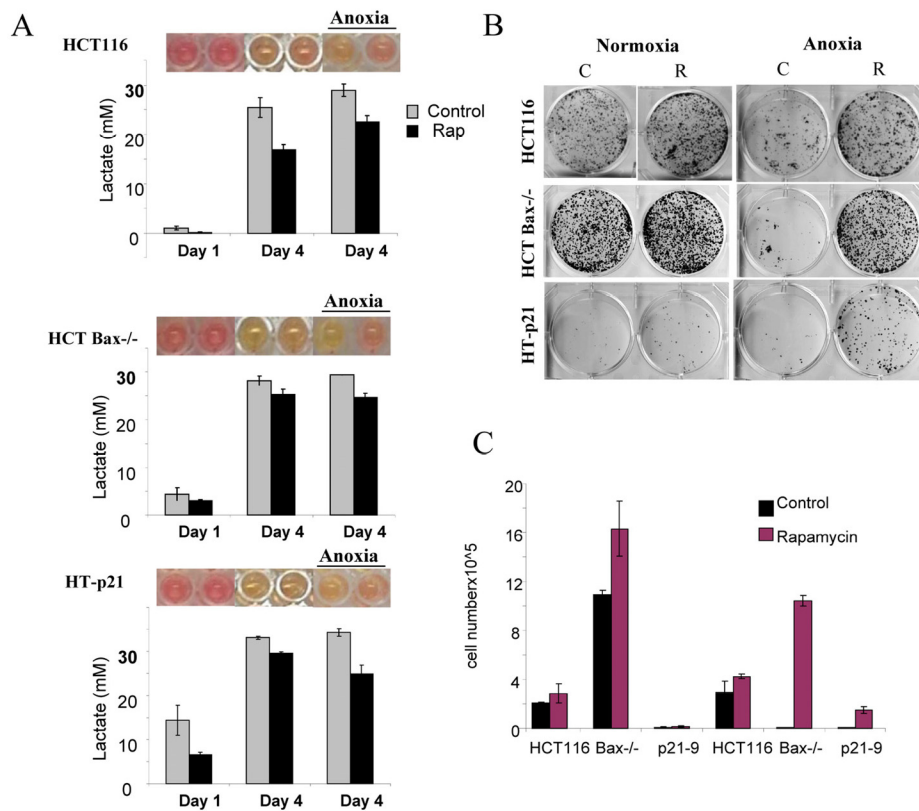 A
HCT116
Anoxia
Lactate (mM)
30
20
10
0
Day 1
Day 4
Day 4
Control
Rap
HCT Bax-/-
Anoxia
Lactate (mM)
30
20
10
0
Day 1
Day 4
Day 4
HT-p21
Anoxia
Lactate (mM)
30
20
10
0
Day 1
Day 4
Day 4
B
Normoxia
Anoxia
C
R
C
R
HCT116
HCT Bax-/-
HT-p21
C
cell numberx10^5
20
16
12
8
4
2
0
Control
Rapamycin
HCT116
Bax-/-
p21-9
HCT116
Bax-/-
p21-9